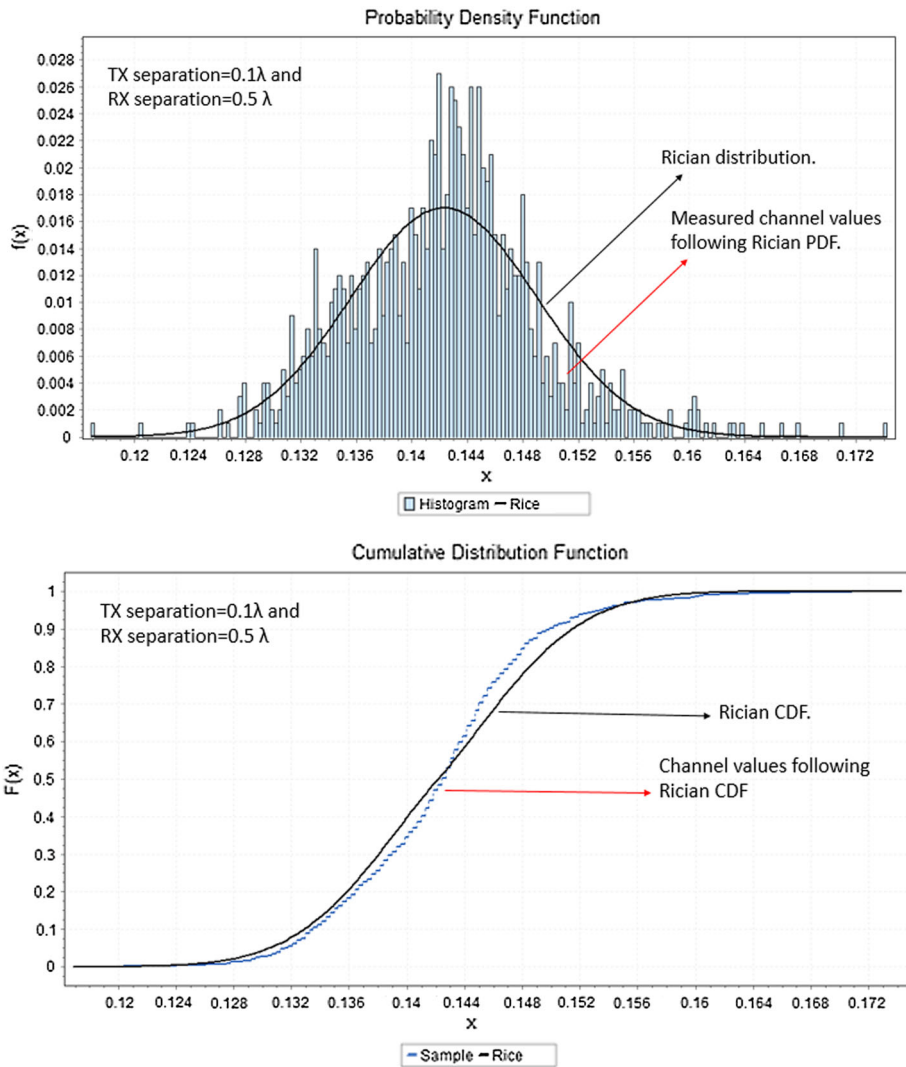 Probability Density Function
TX separation=0.1λ and
RX separation=0.5 λ
0.028
0.026
0.024
0.022
0.02
0.018
0.016
0.014
0.012
0.01
0.008
0.006
0.004
0.002
0
f(x)
Rician distribution.
Measured channel values
following Rician PDF.
0.12 0.124 0.128 0.132 0.136 0.14 0.144 0.148 0.152 0.156 0.16 0.164 0.168 0.172
x
Histogram Rice
Cumulative Distribution Function
TX separation=0.1λ and
RX separation=0.5 λ
1
0.9
0.8
0.7
0.6
0.5
0.4
0.3
0.2
0.1
0
F(x)
Rician CDF.
Channel values following
Rician CDF
0.12 0.124 0.128 0.132 0.136 0.14 0.144 0.148 0.152 0.156 0.16 0.164 0.168 0.172
x
Sample Rice